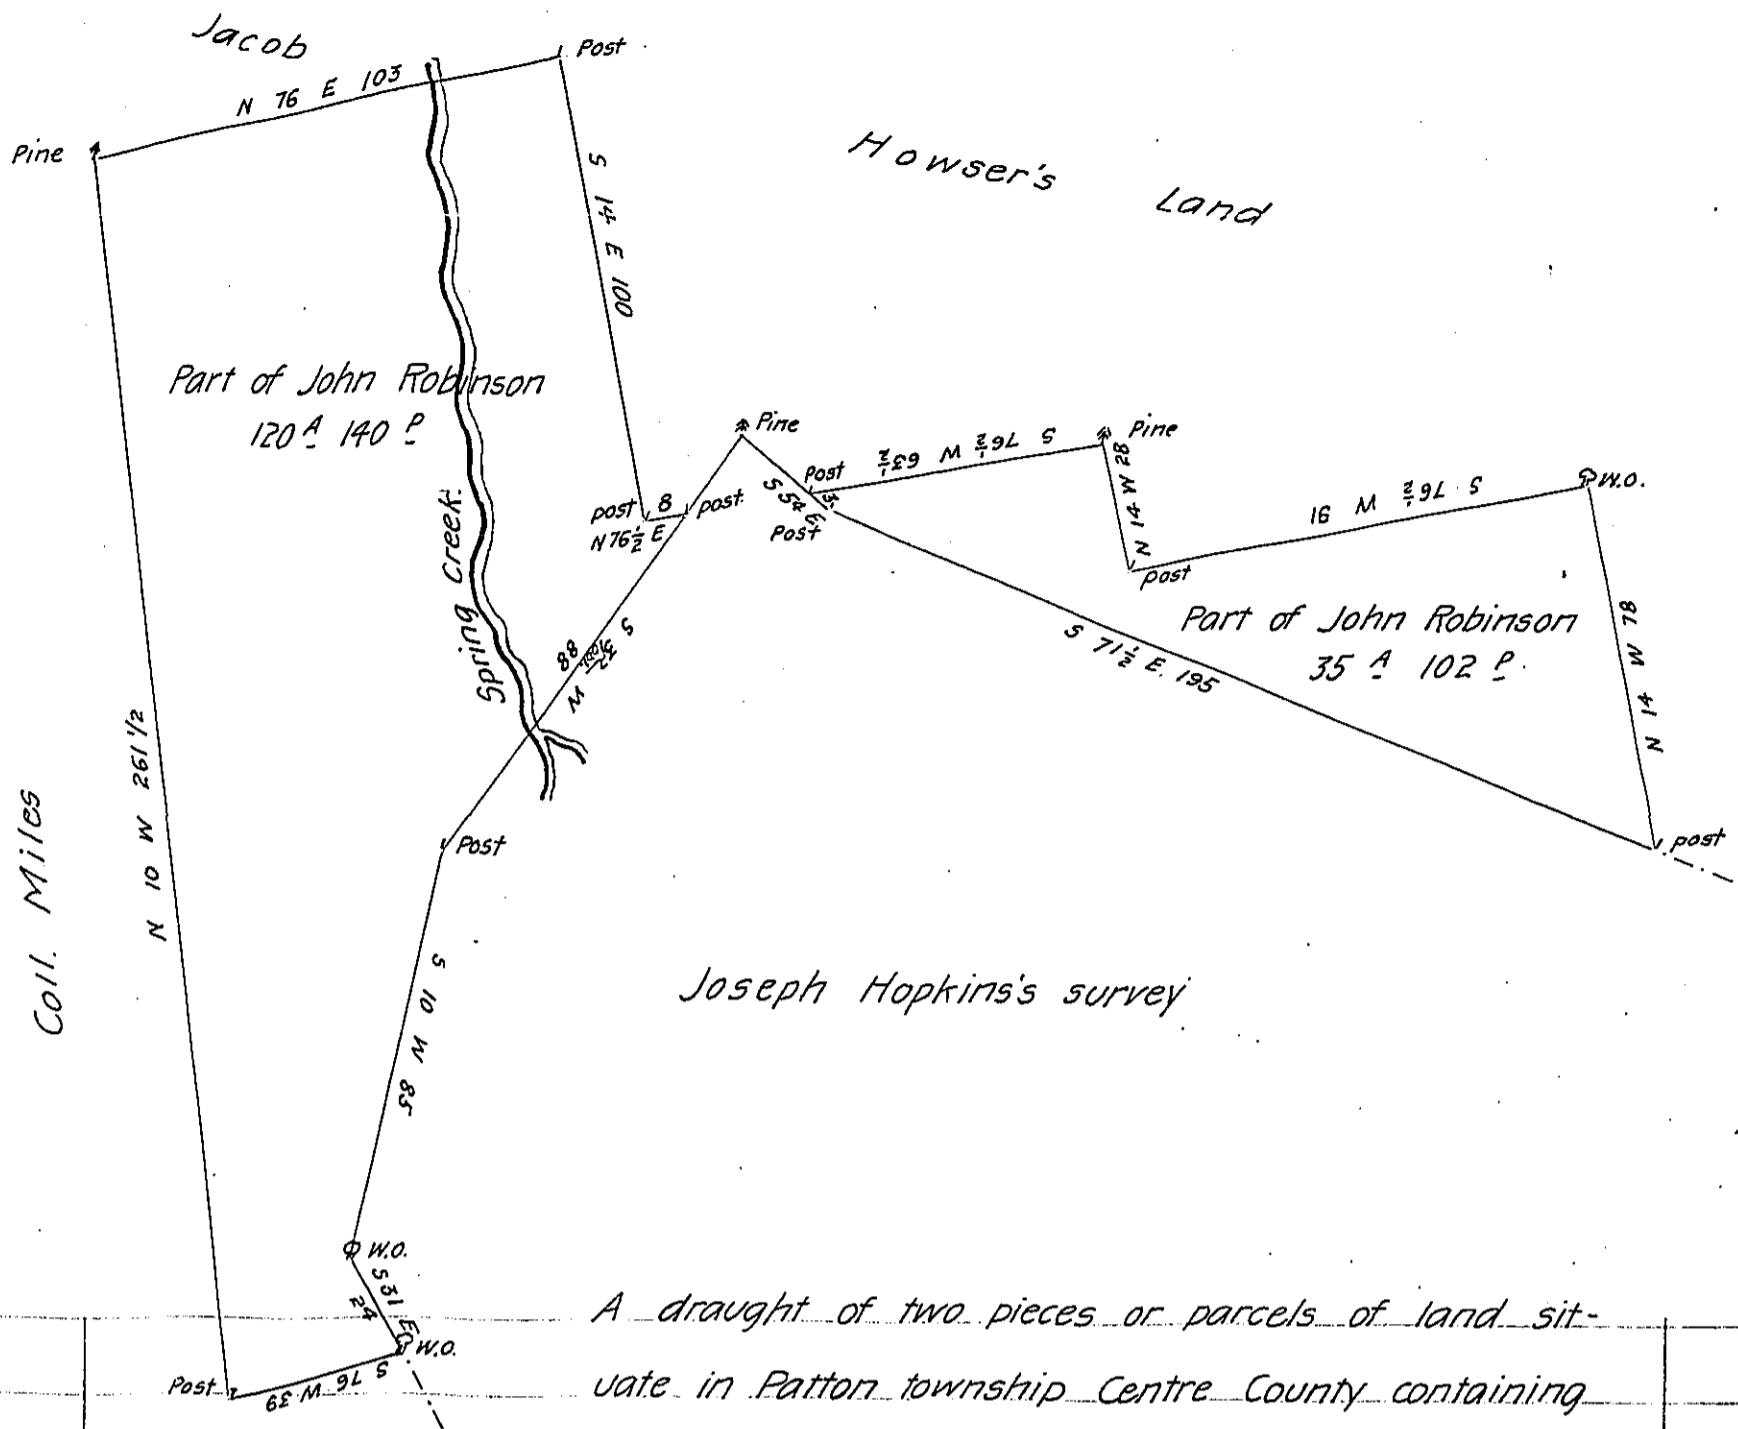 Jacob
Post
N 76 E 103
Pine
Howser's Land
S 14 E 100
Part of John Robinson
120 A 140 P
Spring Creek.
Pine
Post
S 76½ W 63½
Pine
S 54 E.
3
Post
N 14 W 28
post
8
post
N 76½ E
S 76½ W 91
W.O.
post
Part of John Robinson
35 A 102 P.
N 14 W 78
S 71½ E. 195
post
88
W
Post
N 10 W 261 1/2
Coll. Miles
S 10 W 85
Joseph Hopkins's survey
W.O.
S 31 E
24
W.O.
Post
S 76 W 39
A draught of two pieces or parcels of land sit-
uate in Patton township Centre County containing